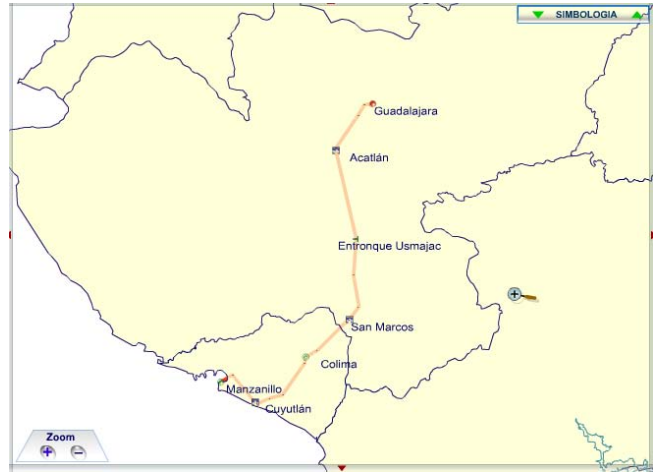 SIMBOLOGIA
Guadalajara
Acatlán
Entronque Usmajac
San Marcos
Colima
Manzanillo
Cuyutlán
Zoom